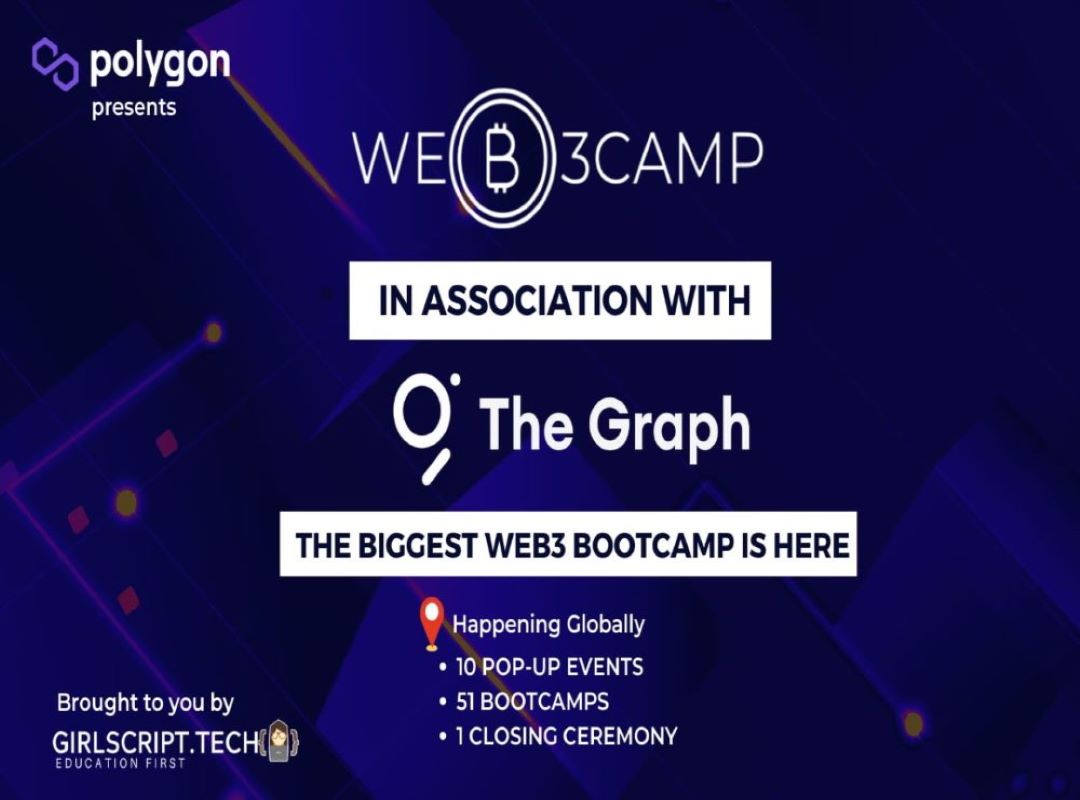 polygon
presents
WEB3CAMP
IN ASSOCIATION WITH
The Graph
THE BIGGEST WEB3 BOOTCAMP IS HERE
Happening Globally
• 10 POP-UP EVENTS
• 51 BOOTCAMPS
• 1 CLOSING CEREMONY
Brought to you by
GIRLSCRIPT.TECH
EDUCATION FIRST